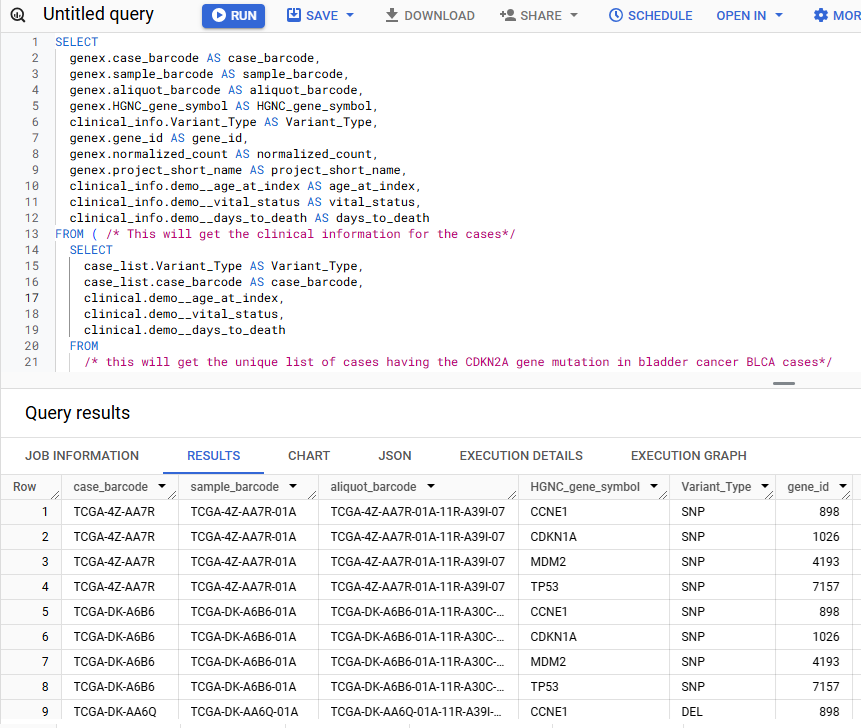 Untitled query RUN SAVE DOWNLOAD SHARE SCHEDULE OPEN IN MOR
1 SELECT
2 genex.case_barcode AS case_barcode,
3 genex.sample_barcode AS sample_barcode,
4 genex.aliquot_barcode AS aliquot_barcode,
5 genex.HGNC_gene_symbol AS HGNC_gene_symbol,
6 clinical_info.Variant_Type AS Variant_Type,
7 genex.gene_id AS gene_id,
8 genex.normalized_count AS normalized_count,
9 genex.project_short_name AS project_short_name,
10 clinical_info.demo__age_at_index AS age_at_index,
11 clinical_info.demo__vital_status AS vital_status,
12 clinical_info.demo__days_to_death AS days_to_death
13 FROM ( /* This will get the clinical information for the cases*/
14 SELECT
15 case_list.Variant_Type AS Variant_Type,
16 case_list.case_barcode AS case_barcode,
17 clinical.demo__age_at_index,
18 clinical.demo__vital_status,
19 clinical.demo__days_to_death
20 FROM
21 /* this will get the unique list of cases having the CDKN2A gene mutation in bladder cancer BLCA cases*/
Query results
JOB INFORMATION RESULTS CHART JSON EXECUTION DETAILS EXECUTION GRAPH
Row case_barcode sample_barcode aliquot_barcode HGNC_gene_symbol Variant_Type gene_id
1 TCGA-4Z-AA7R TCGA-4Z-AA7R-01A TCGA-4Z-AA7R-01A-11R-A39I-07 CCNE1 SNP 898
2 TCGA-4Z-AA7R TCGA-4Z-AA7R-01A TCGA-4Z-AA7R-01A-11R-A39I-07 CDKN1A SNP 1026
3 TCGA-4Z-AA7R TCGA-4Z-AA7R-01A TCGA-4Z-AA7R-01A-11R-A39I-07 MDM2 SNP 4193
4 TCGA-4Z-AA7R TCGA-4Z-AA7R-01A TCGA-4Z-AA7R-01A-11R-A39I-07 TP53 SNP 7157
5 TCGA-DK-A6B6 TCGA-DK-A6B6-01A TCGA-DK-A6B6-01A-11R-A30C-... CCNE1 SNP 898
6 TCGA-DK-A6B6 TCGA-DK-A6B6-01A TCGA-DK-A6B6-01A-11R-A30C-... CDKN1A SNP 1026
7 TCGA-DK-A6B6 TCGA-DK-A6B6-01A TCGA-DK-A6B6-01A-11R-A30C-... MDM2 SNP 4193
8 TCGA-DK-A6B6 TCGA-DK-A6B6-01A TCGA-DK-A6B6-01A-11R-A30C-... TP53 SNP 7157
9 TCGA-DK-AA6Q TCGA-DK-AA6Q-01A TCGA-DK-AA6Q-01A-11R-A39I-... CCNE1 DEL 898